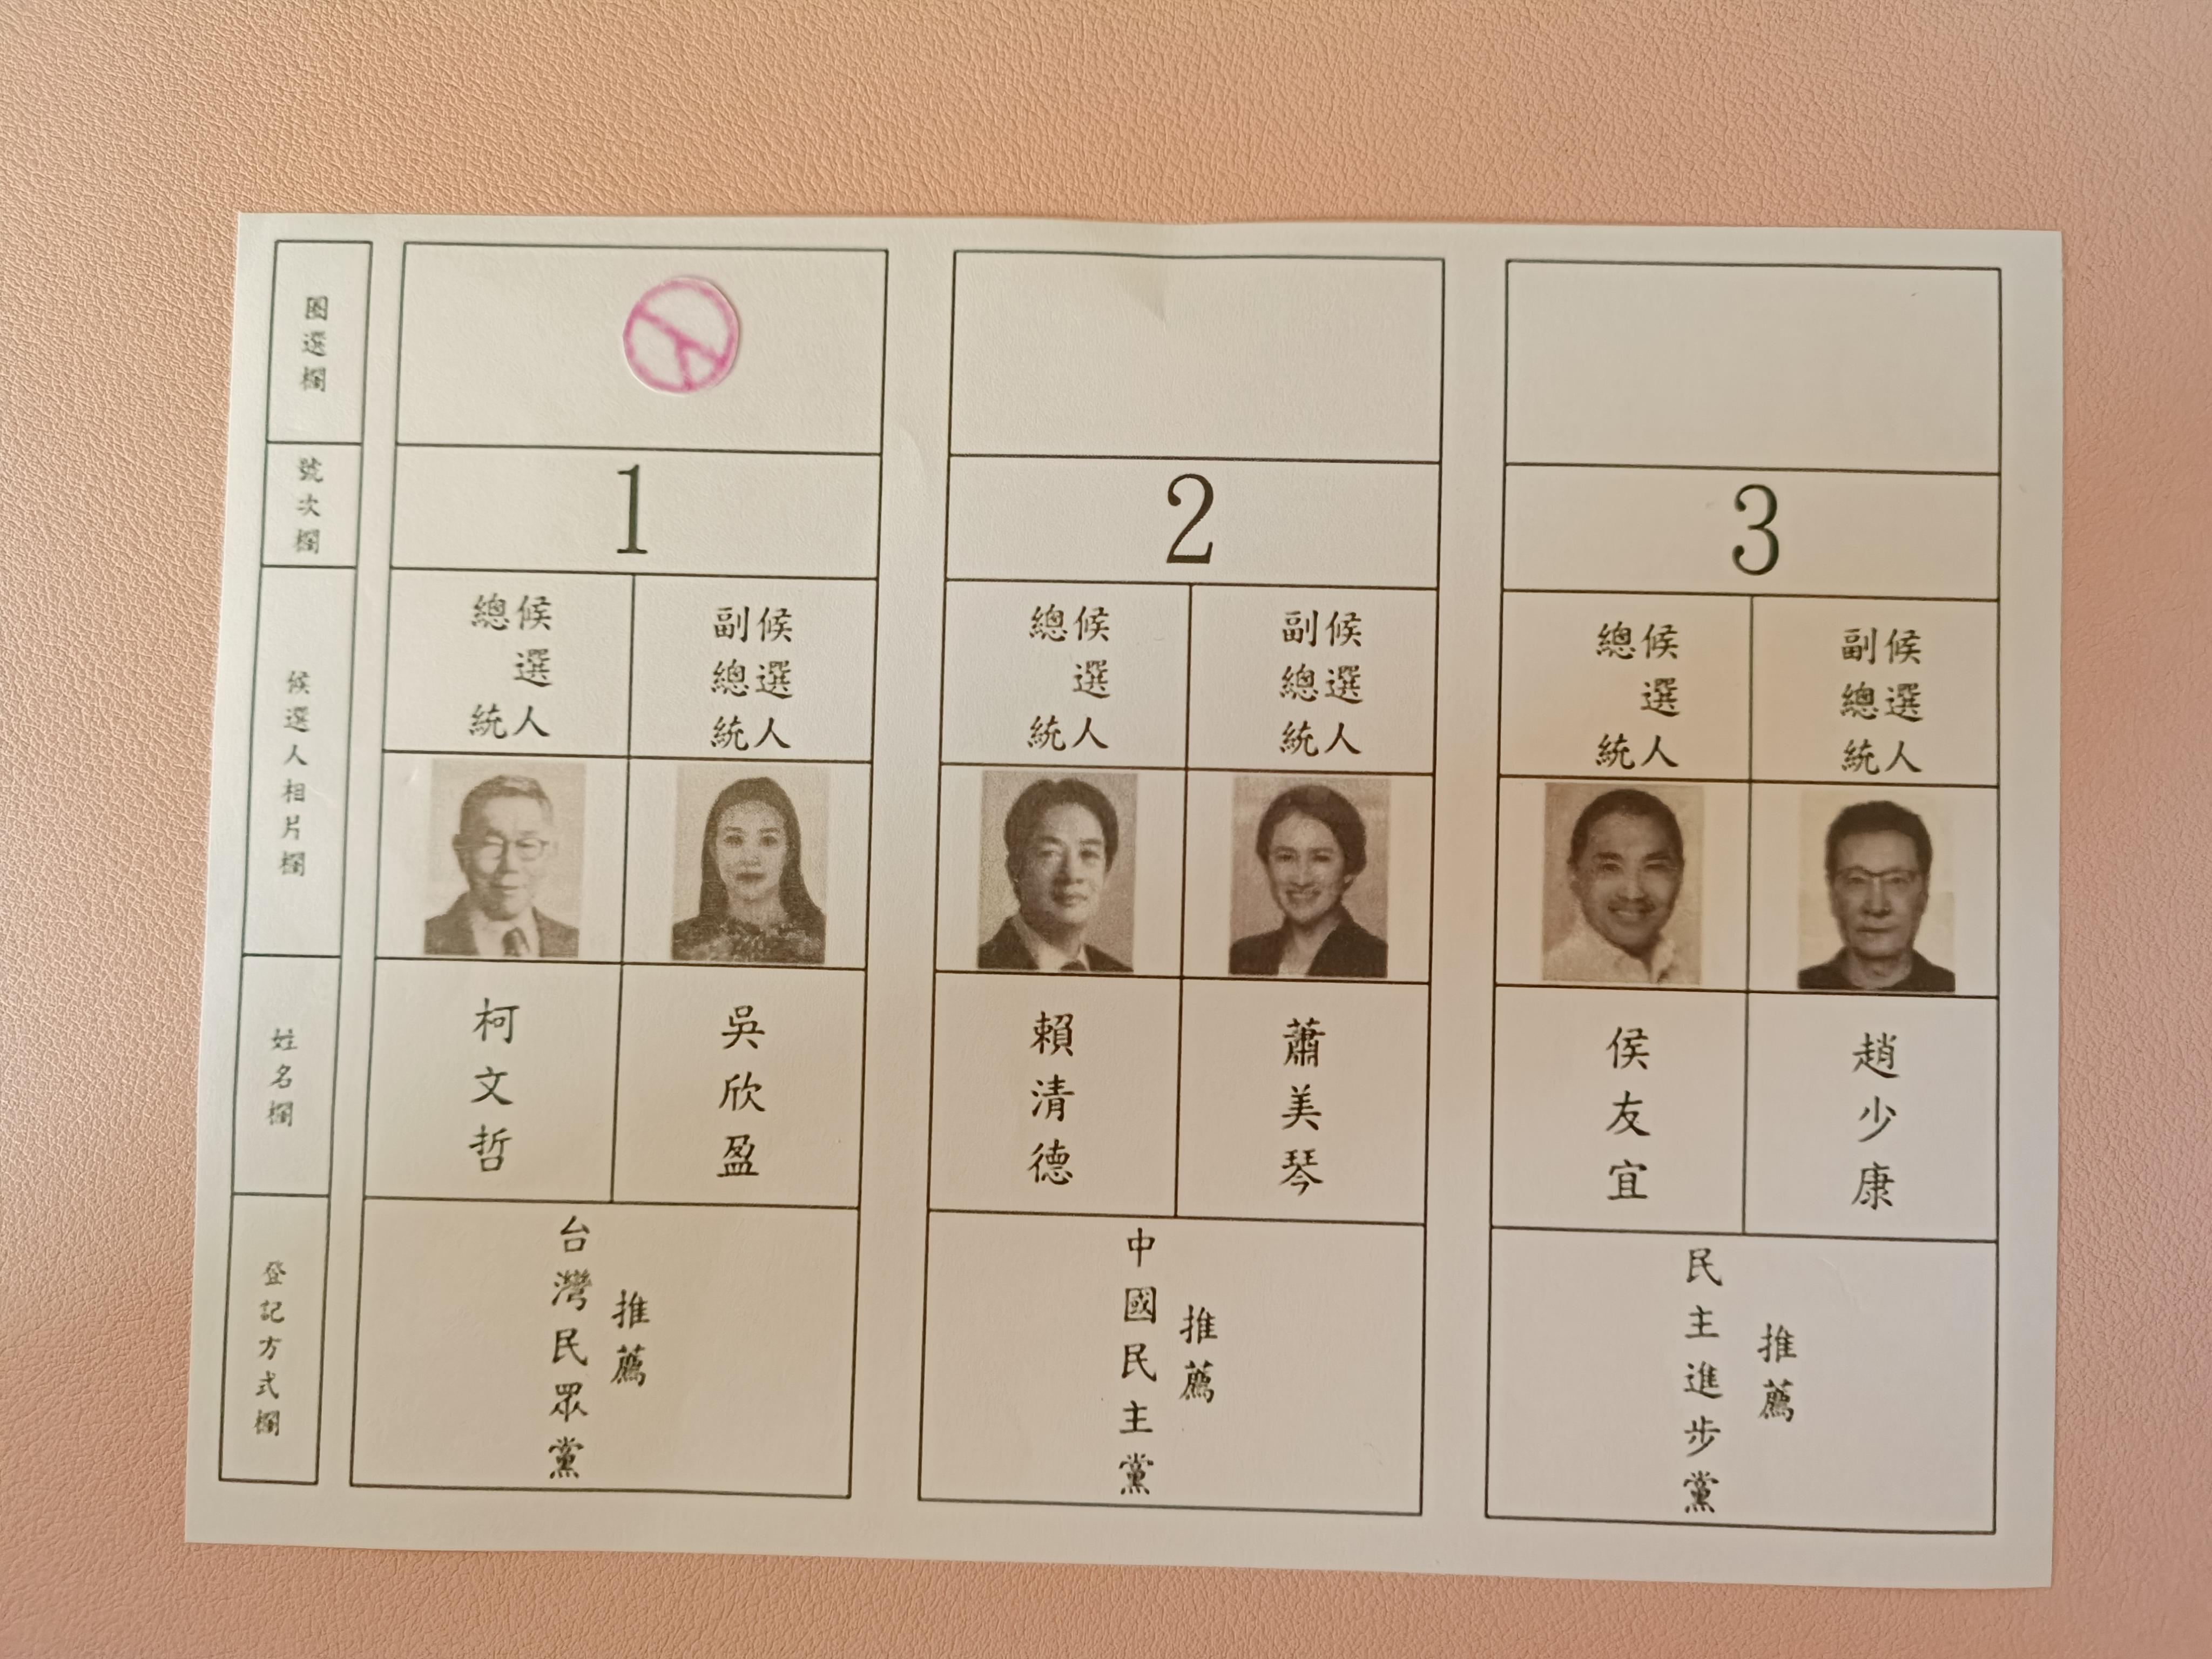 圈選欄
號次欄
候選人相片欄
姓名欄
登記方式欄
1
總統候選人
副總統候選人
柯文哲
吳欣盈
台灣民眾黨
推薦
2
總統候選人
副總統候選人
賴清德
蕭美琴
中國民主黨
推薦
3
總統候選人
副總統候選人
侯友宜
趙少康
民主進步黨
推薦